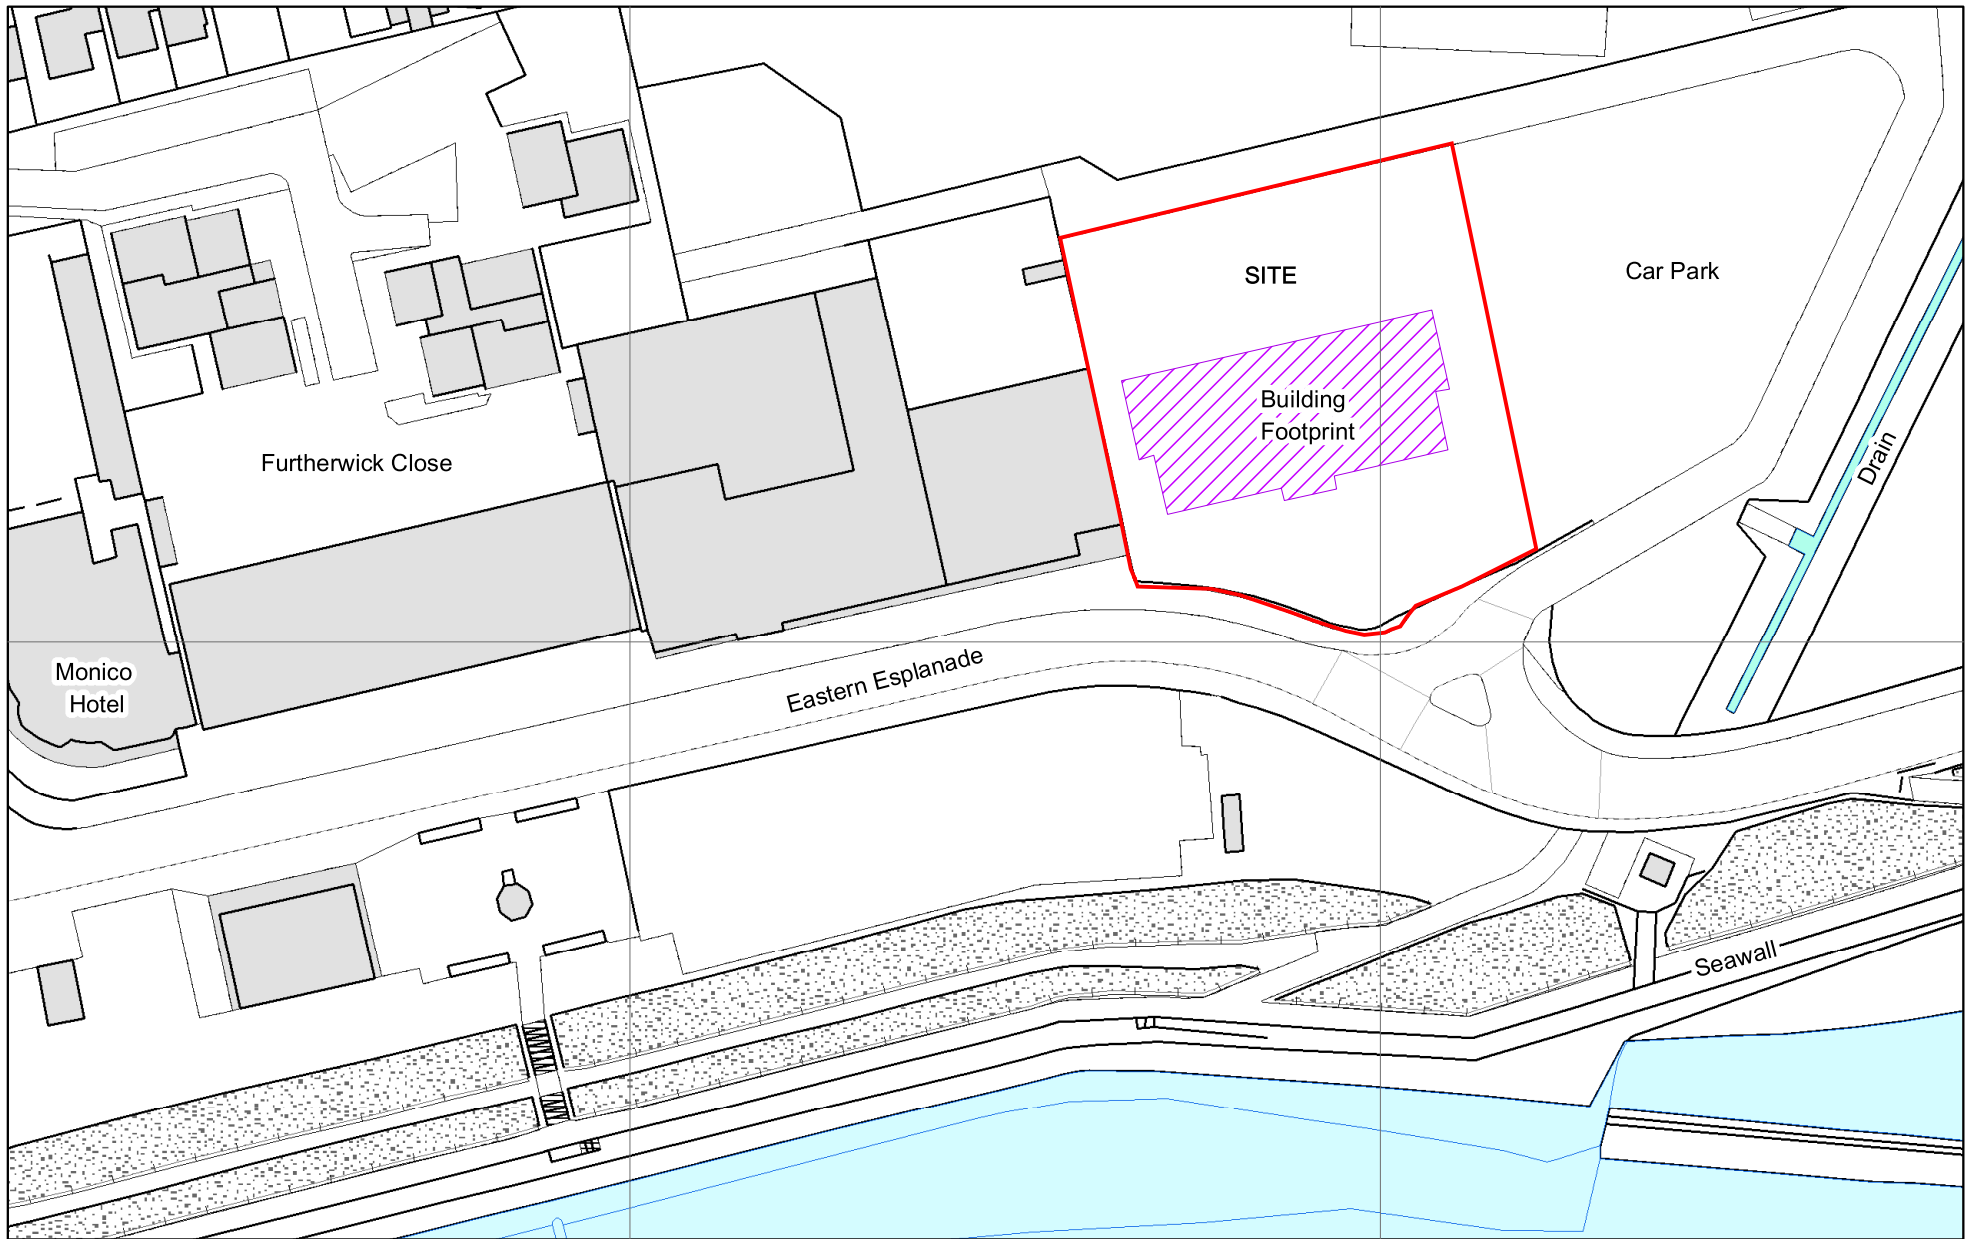 SITE
Car Park
Building
Footprint
Furtherwick Close
Drain
Monico
Hotel
Eastern Esplanade
Seawall